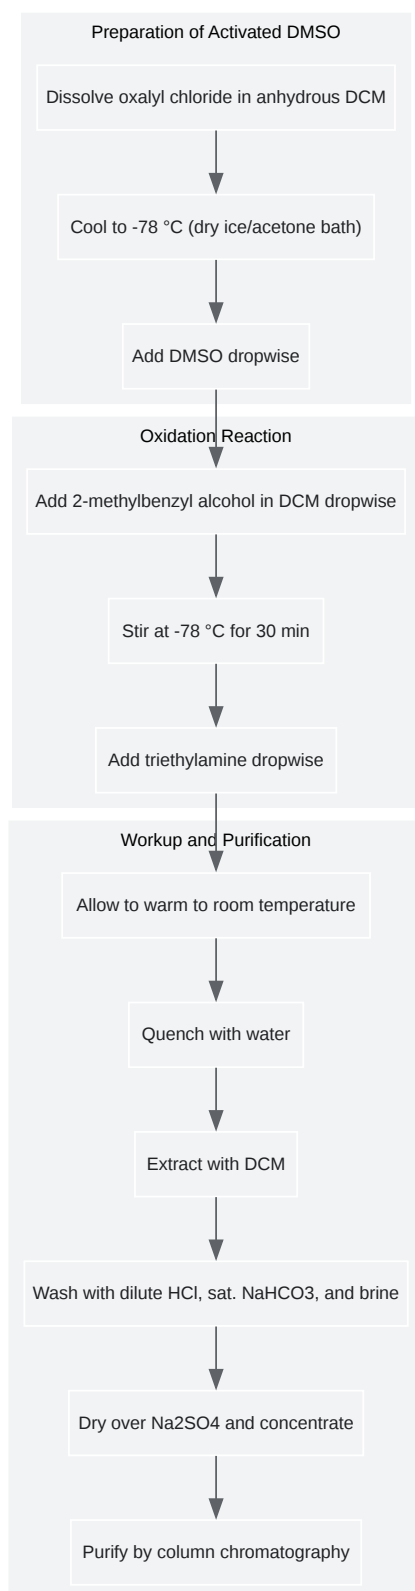 Preparation of Activated DMSO
Dissolve oxalyl chloride in anhydrous DCM
Cool to -78 °C (dry ice/acetone bath)
Add DMSO dropwise
Oxidation Reaction
Add 2-methylbenzyl alcohol in DCM dropwise
Stir at -78 °C for 30 min
Add triethylamine dropwise
Workup and Purification
Allow to warm to room temperature
Quench with water
Extract with DCM
Wash with dilute HCl, sat. NaHCO3, and brine
Dry over Na2SO4 and concentrate
Purify by column chromatography